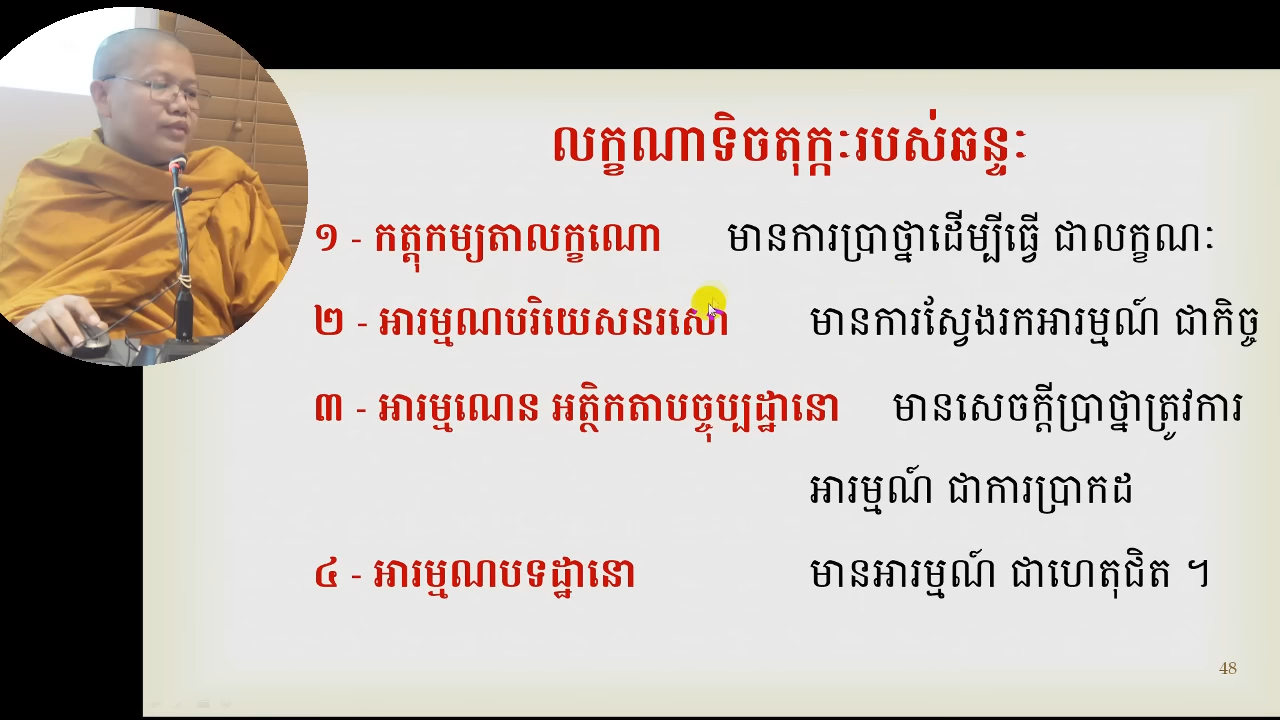 លក្ខណាទិចតុក្កៈរបស់ឆន្ទៈ
១ - កត្តុកម្យតាលក្ខណោ មានការប្រាថ្នាដើម្បីធ្វើ ជាលក្ខណៈ
២ - អារម្មណបរិយេសនរសោ មានការស្វែងរកអារម្មណ៍ ជាកិច្ច
៣ - អារម្មណេន អត្ថិកតាបច្ចុប្បដ្ឋានោ មានសេចក្ដីប្រាថ្នាត្រូវការ
អារម្មណ៍ ជាការប្រាកដ
៤ - អារម្មណបទដ្ឋានោ មានអារម្មណ៍ ជាហេតុជិត ។
48